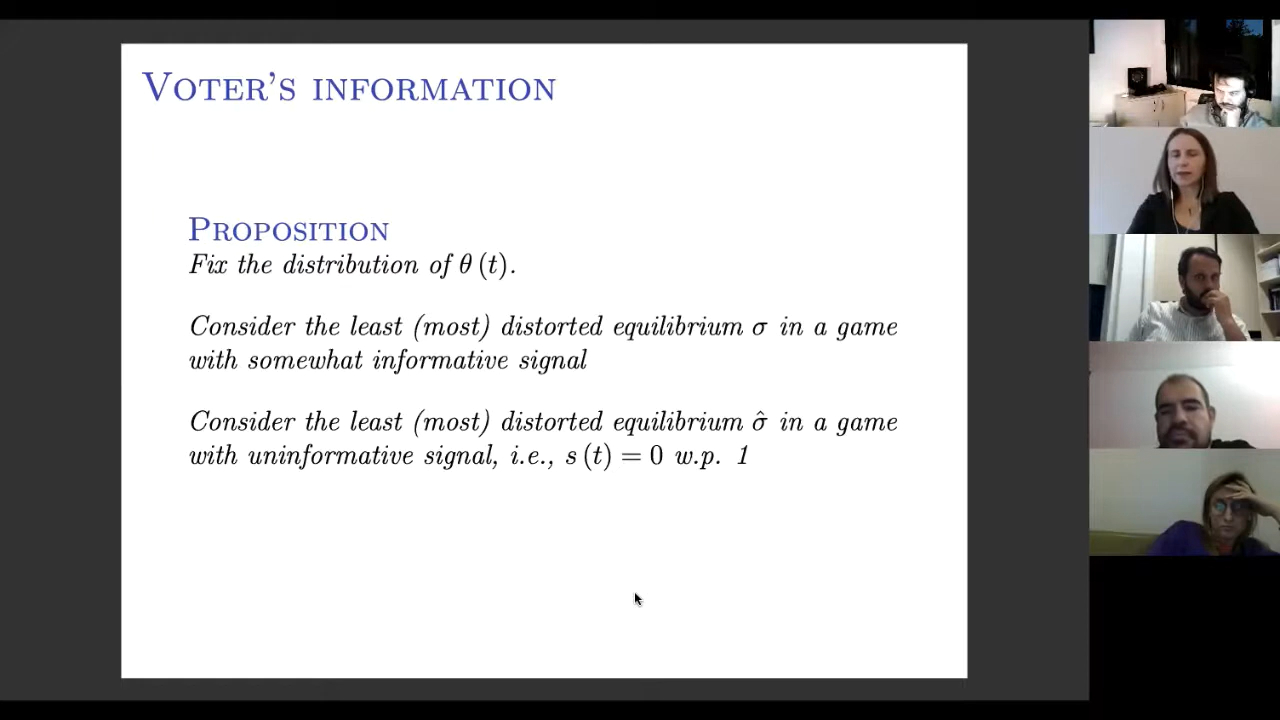 Voter's information
Proposition
Fix the distribution of θ (t).
Consider the least (most) distorted equilibrium σ in a game
with somewhat informative signal
Consider the least (most) distorted equilibrium σ̂ in a game
with uninformative signal, i.e., s (t) = 0 w.p. 1